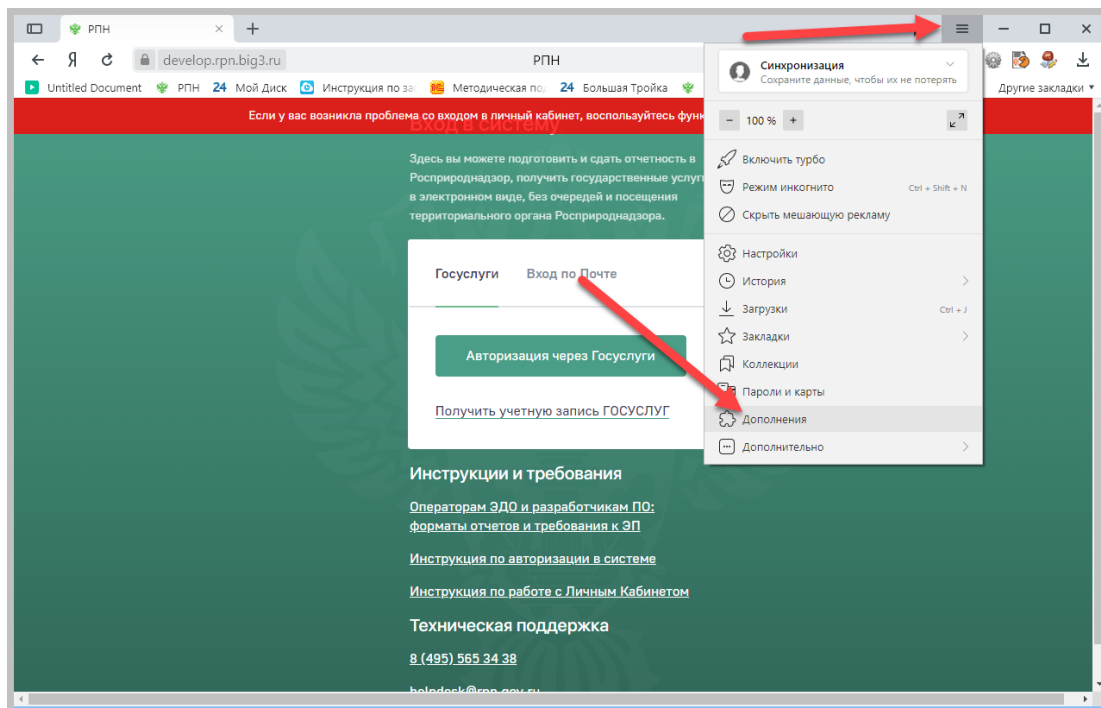 РПН
Я
develop.rpn.big3.ru
РПН
Untitled Document
РПН
24 Мой Диск
Инструкция по за
Методическая по
24 Большая Тройка
Другие закладки
Если у вас возникла проблема со входом в личный кабинет, воспользуйтесь функ
Вход в систему
Здесь вы можете подготовить и сдать отчетность в
Росприроднадзор, получить государственные услуги
в электронном виде, без очередей и посещения
территориального органа Росприроднадзора.
Госуслуги
Вход по Почте
Авторизация через Госуслуги
Получить учетную запись ГОСУСЛУГ
Инструкции и требования
Операторам ЭДО и разработчикам ПО:
форматы отчетов и требования к ЭП
Инструкция по авторизации в системе
Инструкция по работе с Личным Кабинетом
Техническая поддержка
8 (495) 565 34 38
helpdesk@rpn.gov.ru
Синхронизация
Сохраните данные, чтобы их не потерять
– 100 % +
Включить турбо
Режим инкогнито Ctrl + Shift + N
Скрыть мешающую рекламу
Настройки
История
Загрузки Ctrl + J
Закладки
Коллекции
Пароли и карты
Дополнения
Дополнительно